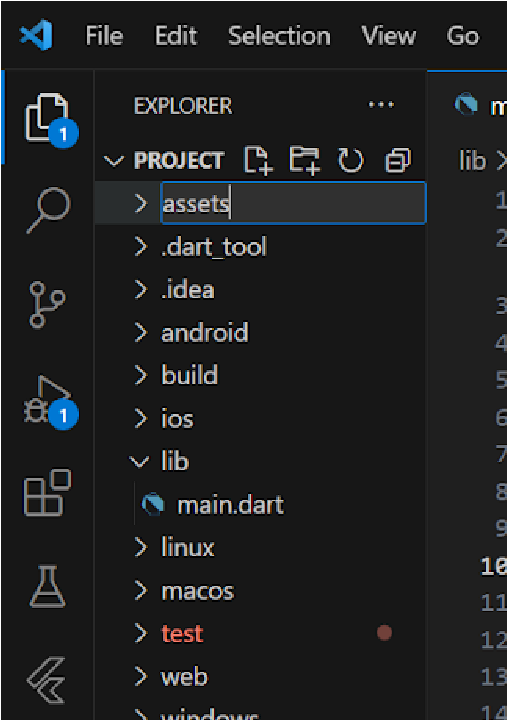 File Edit Selection View Go
EXPLORER ...
PROJECT
assets
.dart_tool
.idea
android
build
ios
lib
main.dart
linux
macos
test
web
windows
1
1
m
lib
1
2
3
4
5
6
7
8
9
10
11
12
13
14